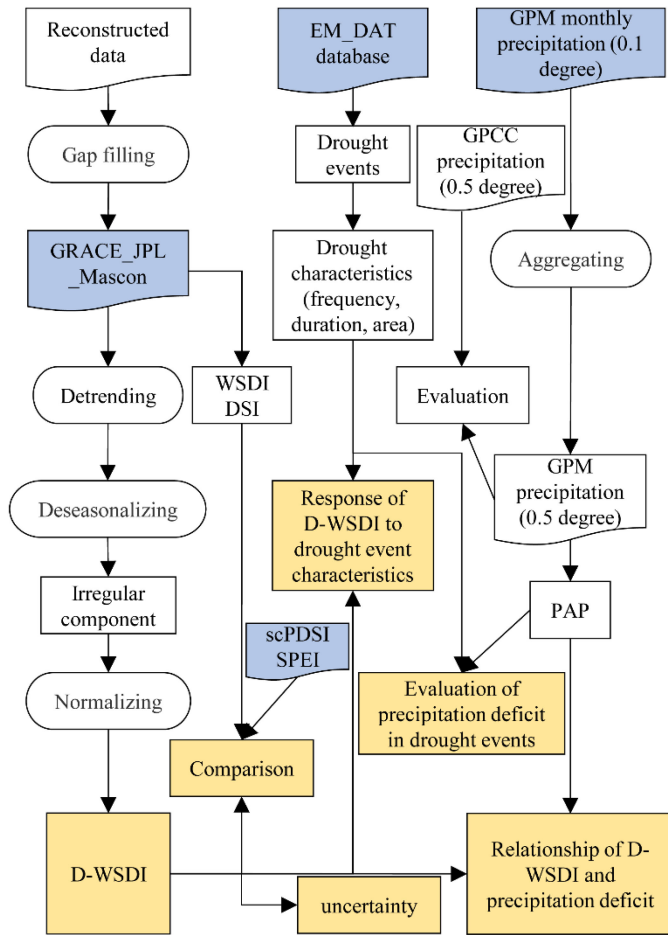 Reconstructed
data
EM_DAT
database
GPM monthly
precipitation (0.1
degree)
Gap filling
Drought
events
GPCC
precipitation
(0.5 degree)
GRACE_JPL
_Mascon
Drought
characteristics
(frequency,
duration, area)
Aggregating
Detrending
WSDI
DSI
Evaluation
Deseasonalizing
Response of
D-WSDI to
drought event
characteristics
GPM
precipitation
(0.5 degree)
Irregular
component
PAP
scPDSI
SPEI
Normalizing
Evaluation of
precipitation deficit
in drought events
Comparison
D-WSDI
uncertainty
Relationship of D-
WSDI and
precipitation deficit